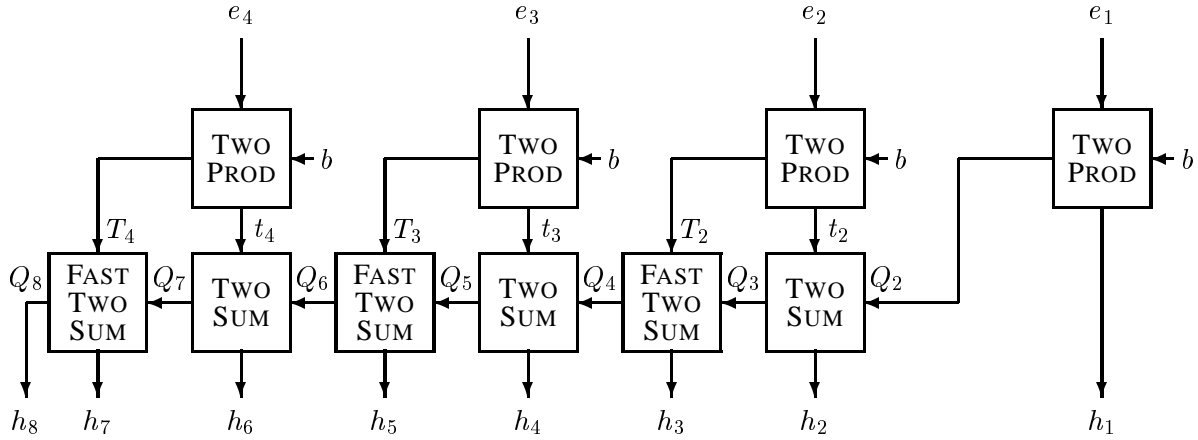 e₄ e₃ e₂ e₁
TWO PROD b TWO PROD b TWO PROD b TWO PROD b
T₄ t₄ T₃ t₃ T₂ t₂
Q₈ FAST TWO SUM Q₇ TWO SUM Q₆ FAST TWO SUM Q₅ TWO SUM Q₄ FAST TWO SUM Q₃ TWO SUM Q₂
h₈ h₇ h₆ h₅ h₄ h₃ h₂ h₁